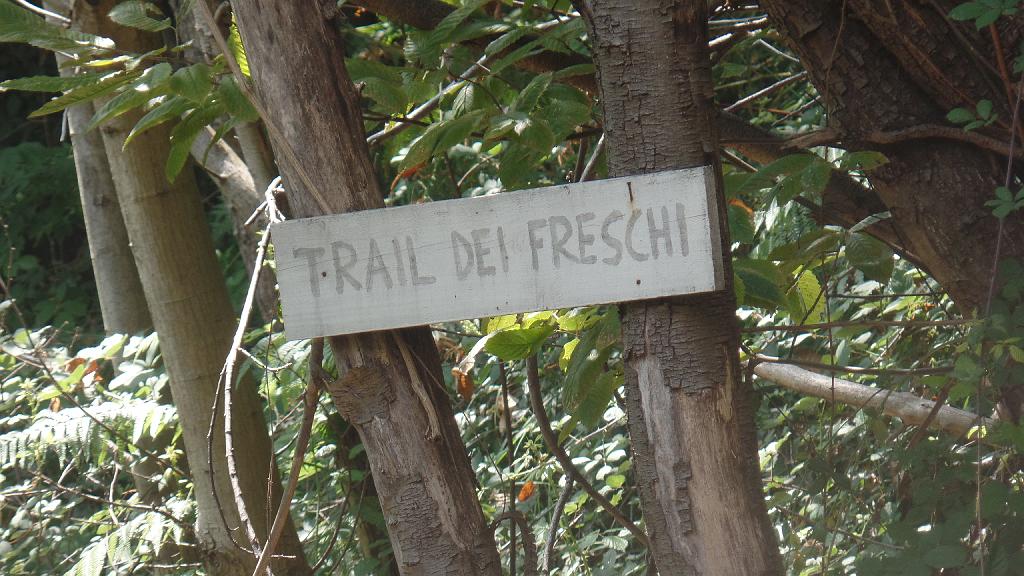 TRAIL DEI FRESCHI